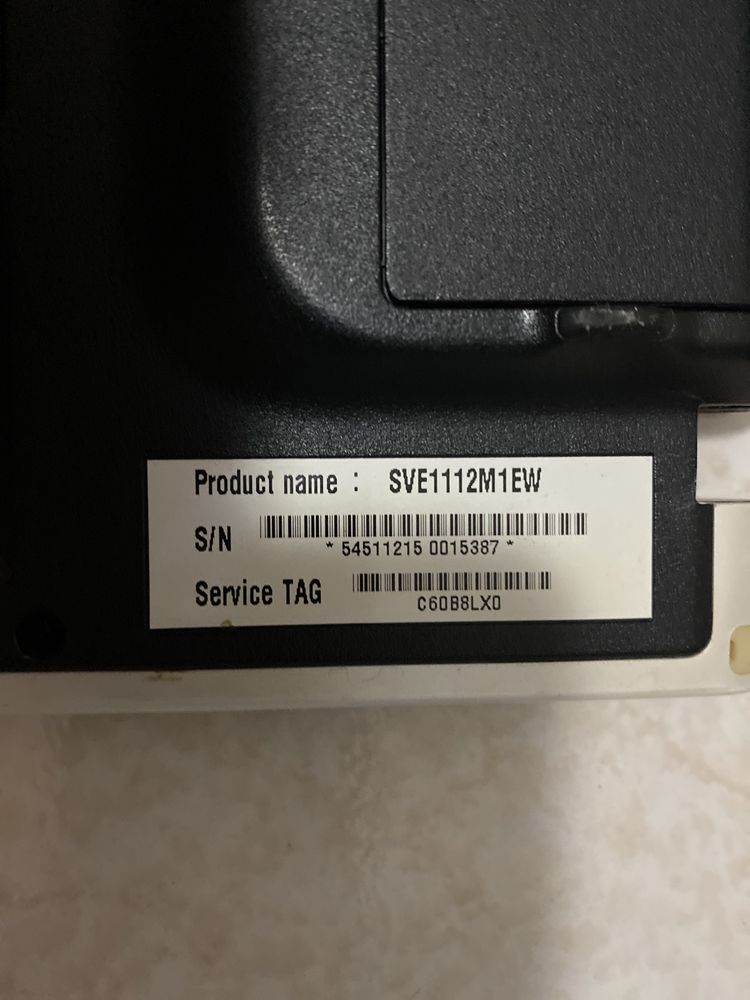 Product name : SVE1112M1EW
S/N
* 54511215 0015387 *
Service TAG
C60B8LX0